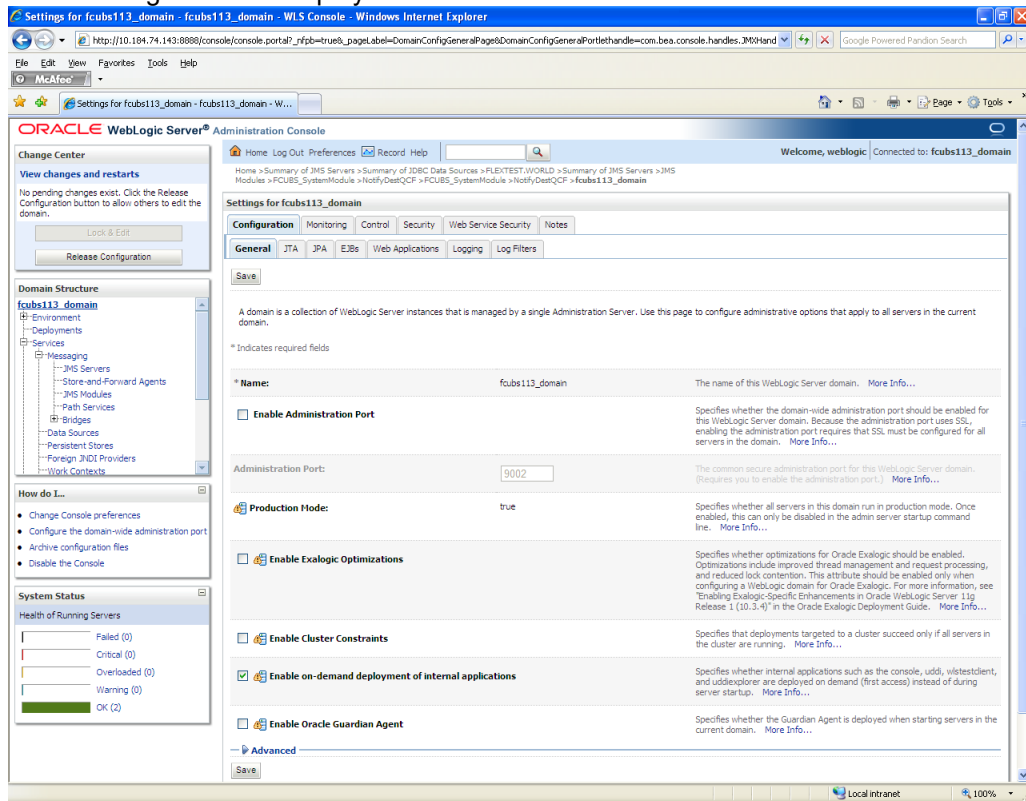 Settings for fcubs113_domain - fcubs113_domain - WLS Console - Windows Internet Explorer
http://10.184.74.143:8888/console/console.portal?_nfpb=true&_pageLabel=DomainConfigGeneralPage&DomainConfigGeneralPortlethandle=com.bea.console.handles.JMXHand
Google Powered Pandion Search
File Edit View Favorites Tools Help
McAfee
Settings for fcubs113_domain - fcubs113_domain - W...
Page Tools
ORACLE WebLogic Server® Administration Console
Change Center
View changes and restarts
No pending changes exist. Click the Release
Configuration button to allow others to edit the
domain.
Lock & Edit
Release Configuration
Domain Structure
fcubs113_domain
Environment
Deployments
Services
Messaging
JMS Servers
Store-and-Forward Agents
JMS Modules
Path Services
Bridges
Data Sources
Persistent Stores
Foreign JNDI Providers
Work Contexts
How do I...
Change Console preferences
Configure the domain-wide administration port
Archive configuration files
Disable the Console
System Status
Health of Running Servers
Failed (0)
Critical (0)
Overloaded (0)
Warning (0)
OK (2)
Home Log Out Preferences Record Help
Welcome, weblogic Connected to: fcubs113_domain
Home >Summary of JMS Servers >Summary of JDBC Data Sources >FLEXTEST.WORLD >Summary of JMS Servers >JMS
Modules >FCUBS_SystemModule >NotifyDestQCF >FCUBS_SystemModule >NotifyDestQCF >fcubs113_domain
Settings for fcubs113_domain
Configuration Monitoring Control Security Web Service Security Notes
General JTA JPA EJBs Web Applications Logging Log Filters
Save
A domain is a collection of WebLogic Server instances that is managed by a single Administration Server. Use this page to configure administrative options that apply to all servers in the current
domain.
* Indicates required fields
* Name: fcubs113_domain The name of this WebLogic Server domain. More Info...
Enable Administration Port
Specifies whether the domain-wide administration port should be enabled for
this WebLogic Server domain. Because the administration port uses SSL,
enabling the administration port requires that SSL must be configured for all
servers in the domain. More Info...
Administration Port: 9002
The common secure administration port for this WebLogic Server domain.
(Requires you to enable the administration port.) More Info...
Production Mode: true
Specifies whether all servers in this domain run in production mode. Once
enabled, this can only be disabled in the admin server startup command
line. More Info...
Enable Exalogic Optimizations
Specifies whether optimizations for Oracle Exalogic should be enabled.
Optimizations include improved thread management and request processing,
and reduced lock contention. This attribute should be enabled only when
configuring a WebLogic domain for Oracle Exalogic. For more information, see
"Enabling Exalogic-Specific Enhancements in Oracle WebLogic Server 11g
Release 1 (10.3.4)" in the Oracle Exalogic Deployment Guide. More Info...
Enable Cluster Constraints
Specifies that deployments targeted to a cluster succeed only if all servers in
the cluster are running. More Info...
Enable on-demand deployment of internal applications
Specifies whether internal applications such as the console, uddi, wlstestclient,
and uddiexplorer are deployed on demand (first access) instead of during
server startup. More Info...
Enable Oracle Guardian Agent
Specifies whether the Guardian Agent is deployed when starting servers in the
current domain. More Info...
Advanced
Save
Local intranet 100%